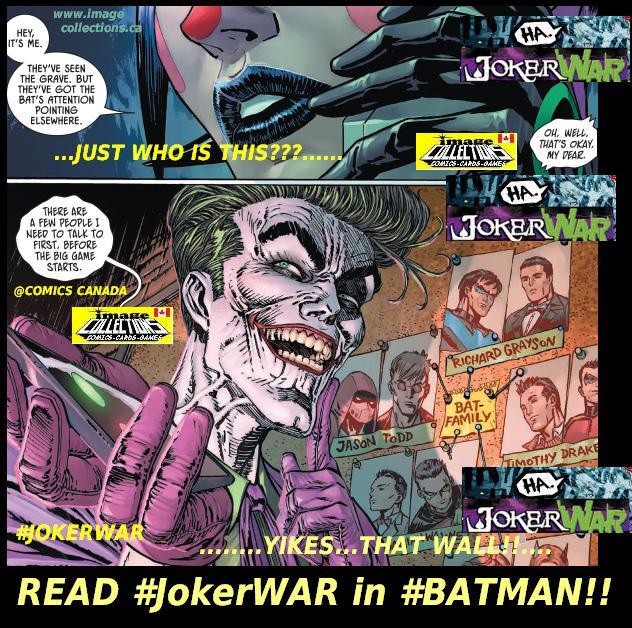 www.image
collections.ca
HEY,
IT'S ME.
THEY'VE SEEN
THE GRAVE. BUT
THEY'VE GOT THE
BAT'S ATTENTION
POINTING
ELSEWHERE.
HA.
JOKERWAR
...JUST WHO IS THIS???......
image
COLLECTIONS
COMICS-CARDS-GAMES
OH, WELL.
THAT'S OKAY,
MY DEAR.
HA.
JOKERWAR
THERE ARE
A FEW PEOPLE I
NEED TO TALK TO
FIRST, BEFORE
THE BIG GAME
STARTS.
@COMICS CANADA
image
COLLECTIONS
COMICS-CARDS-GAMES
RICHARD GRAYSON
JASON TODD
BAT-
FAMILY
TIMOTHY DRAKE
HA.
JOKERWAR
#JOKERWAR
........YIKES...THAT WALL!!....
READ #JokerWAR in #BATMAN!!